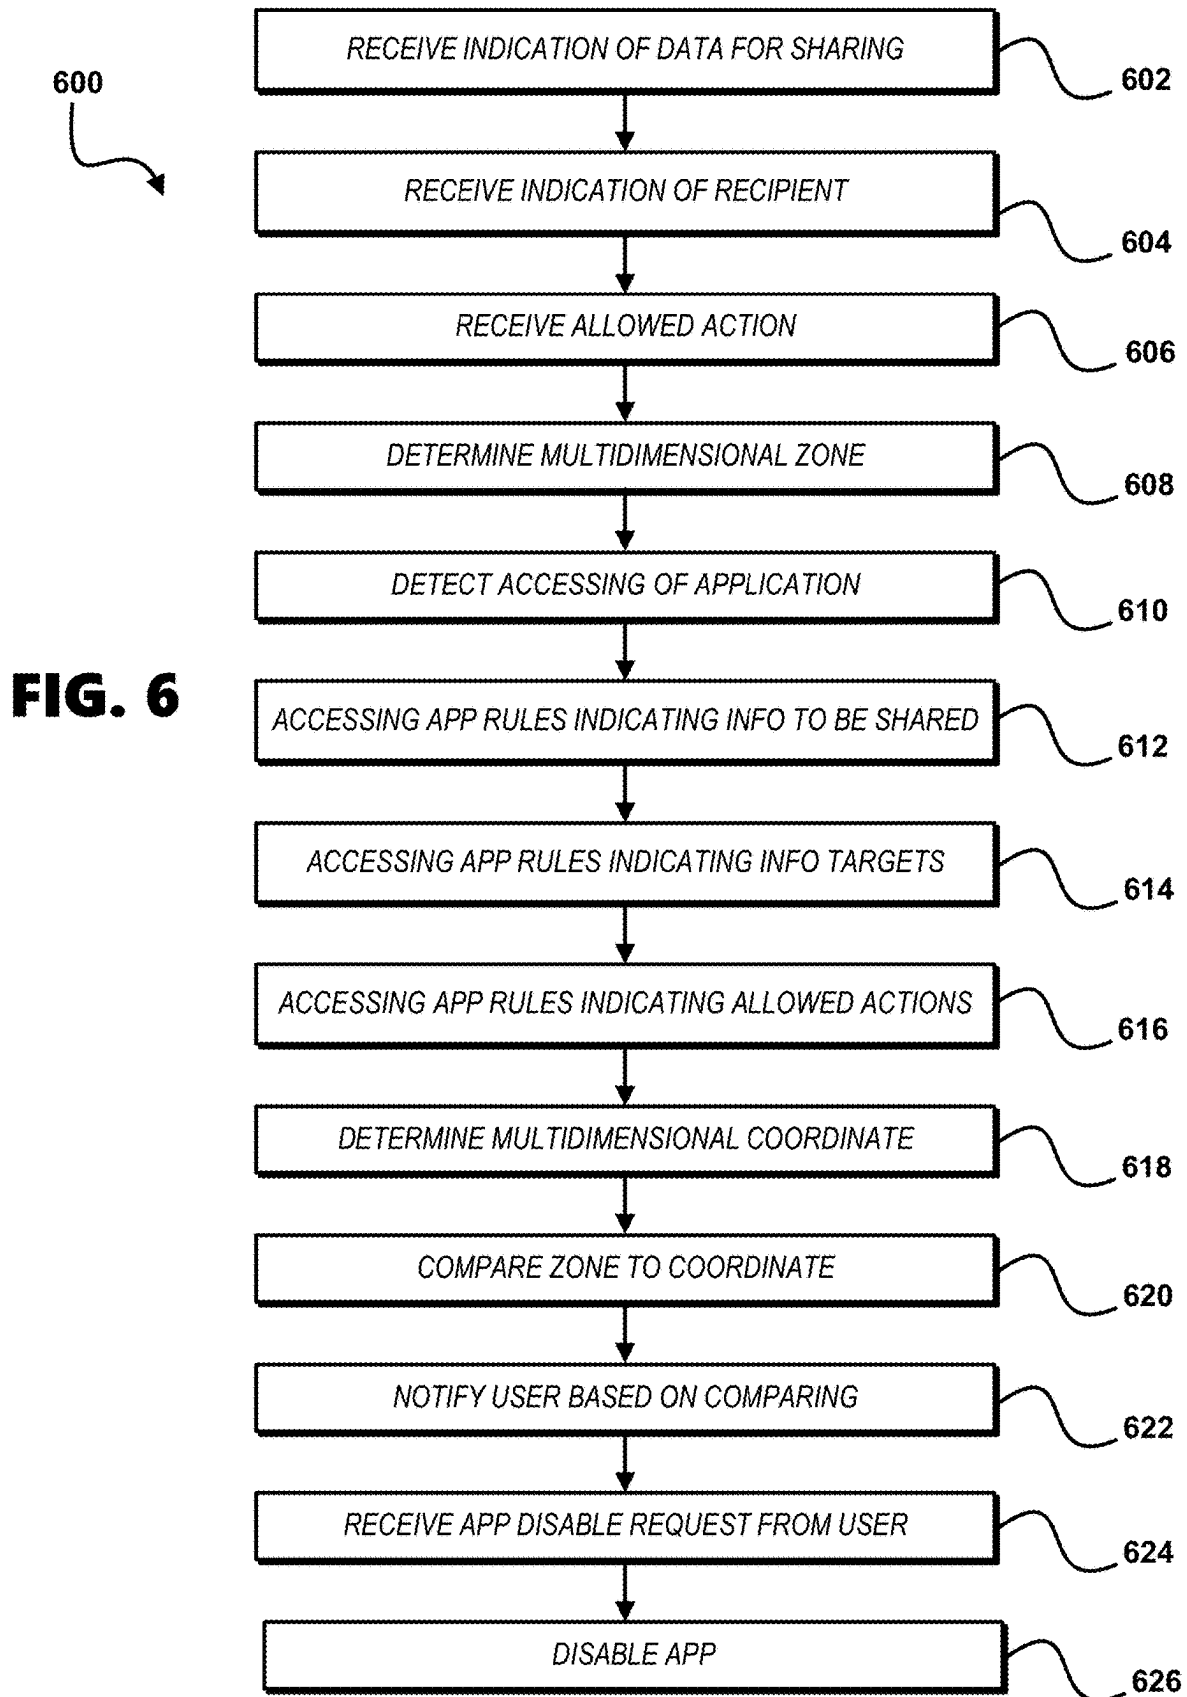 RECEIVE INDICATION OF DATA FOR SHARING
602
600
RECEIVE INDICATION OF RECIPIENT
604
RECEIVE ALLOWED ACTION
606
DETERMINE MULTIDIMENSIONAL ZONE
608
DETECT ACCESSING OF APPLICATION
610
FIG. 6
ACCESSING APP RULES INDICATING INFO TO BE SHARED
612
ACCESSING APP RULES INDICATING INFO TARGETS
614
ACCESSING APP RULES INDICATING ALLOWED ACTIONS
616
DETERMINE MULTIDIMENSIONAL COORDINATE
618
COMPARE ZONE TO COORDINATE
620
NOTIFY USER BASED ON COMPARING
622
RECEIVE APP DISABLE REQUEST FROM USER
624
DISABLE APP
626